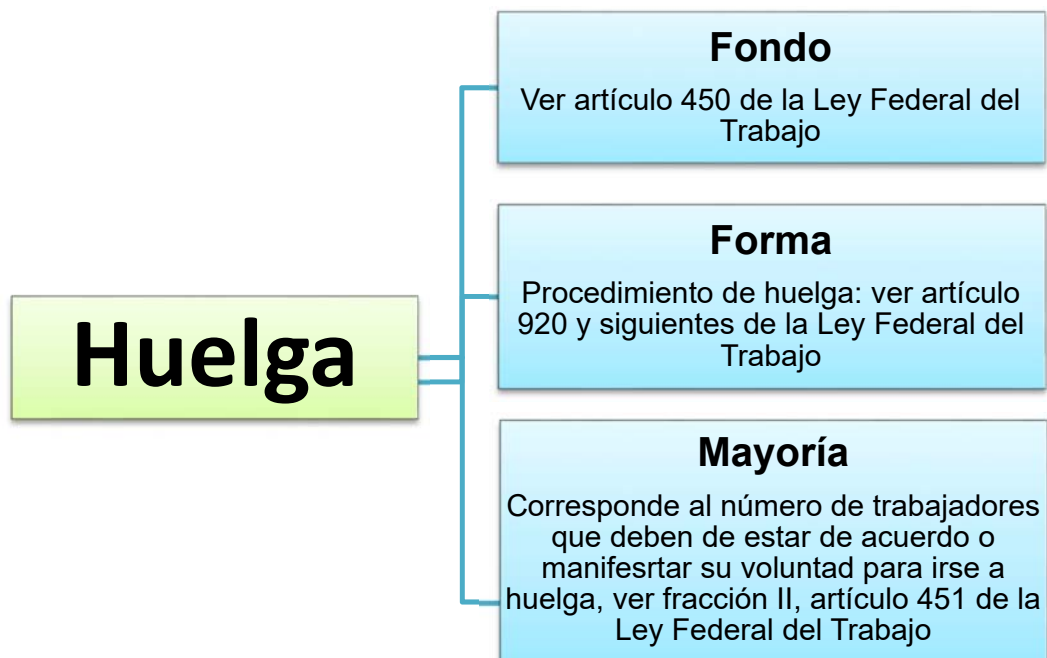 Huelga
Fondo
Ver artículo 450 de la Ley Federal del
Trabajo
Forma
Procedimiento de huelga: ver artículo
920 y siguientes de la Ley Federal del
Trabajo
Mayoría
Corresponde al número de trabajadores
que deben de estar de acuerdo o
manifesrtar su voluntad para irse a
huelga, ver fracción II, artículo 451 de la
Ley Federal del Trabajo